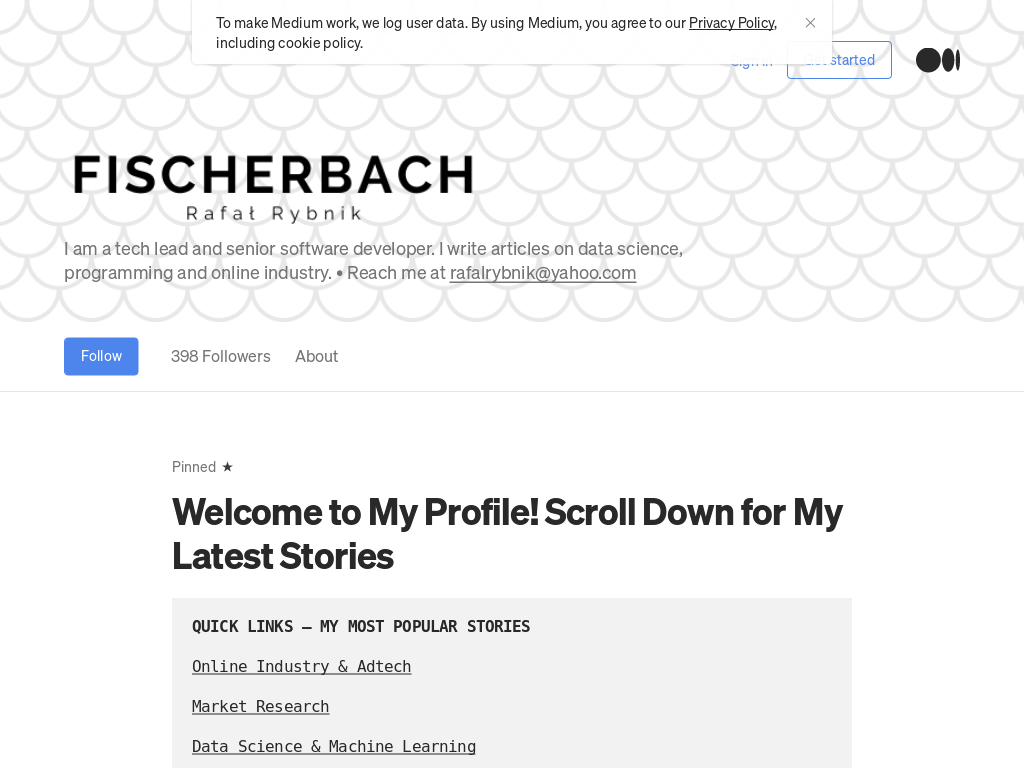 To make Medium work, we log user data. By using Medium, you agree to our Privacy Policy,
including cookie policy.
Sign in
Get started
FISCHERBACH
Rafał Rybnik
I am a tech lead and senior software developer. I write articles on data science,
programming and online industry. • Reach me at rafalrybnik@yahoo.com
Follow
398 Followers
About
Pinned ★
Welcome to My Profile! Scroll Down for My
Latest Stories
QUICK LINKS — MY MOST POPULAR STORIES
Online Industry & Adtech
Market Research
Data Science & Machine Learning